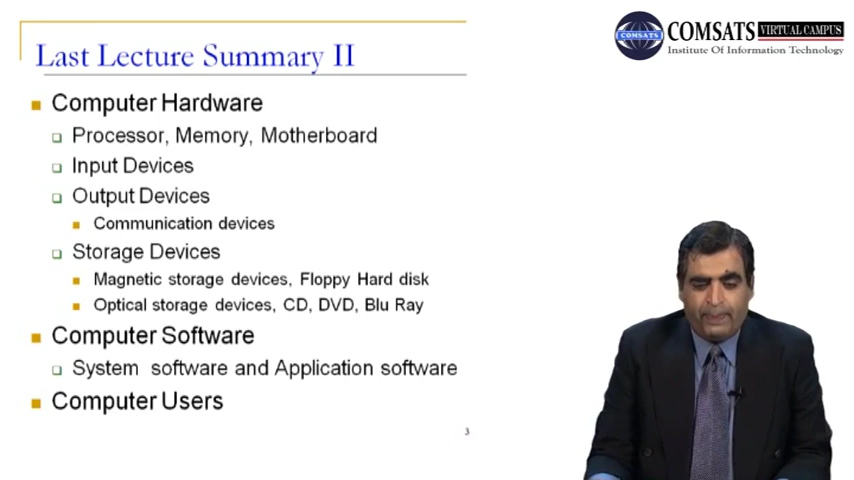 Last Lecture Summary II
Computer Hardware
Processor, Memory, Motherboard
Input Devices
Output Devices
Communication devices
Storage Devices
Magnetic storage devices, Floppy Hard disk
Optical storage devices, CD, DVD, Blu Ray
Computer Software
System software and Application software
Computer Users
3
COMSATS
COMSATS VIRTUAL CAMPUS
Institute Of Information Technology